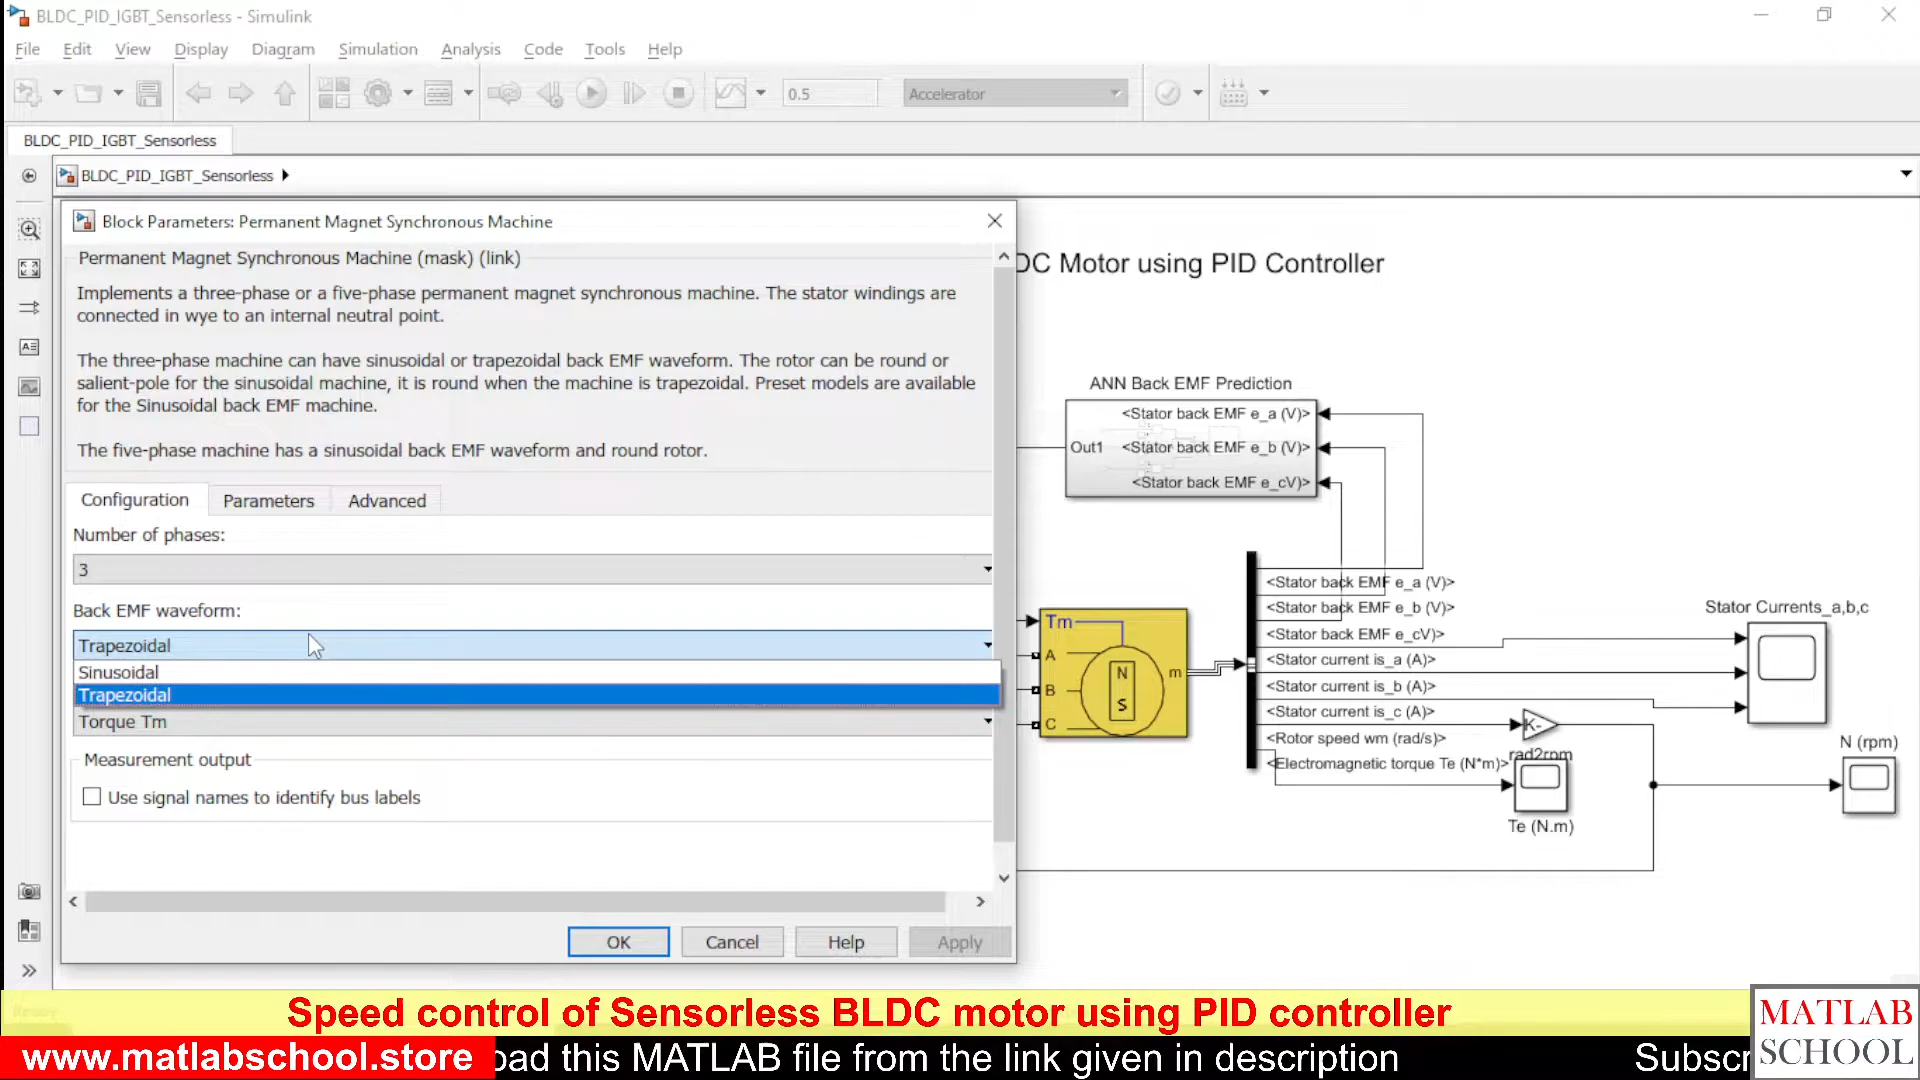 BLDC_PID_IGBT_Sensorless - Simulink
File Edit View Display Diagram Simulation Analysis Code Tools Help
0.5 Accelerator
BLDC_PID_IGBT_Sensorless
BLDC_PID_IGBT_Sensorless
Block Parameters: Permanent Magnet Synchronous Machine
Permanent Magnet Synchronous Machine (mask) (link)
Implements a three-phase or a five-phase permanent magnet synchronous machine. The stator windings are
connected in wye to an internal neutral point.
The three-phase machine can have sinusoidal or trapezoidal back EMF waveform. The rotor can be round or
salient-pole for the sinusoidal machine, it is round when the machine is trapezoidal. Preset models are available
for the Sinusoidal back EMF machine.
The five-phase machine has a sinusoidal back EMF waveform and round rotor.
Configuration Parameters Advanced
Number of phases:
3
Back EMF waveform:
Trapezoidal
Sinusoidal
Trapezoidal
Torque Tm
Measurement output
Use signal names to identify bus labels
OK Cancel Help Apply
DC Motor using PID Controller
ANN Back EMF Prediction
<Stator back EMF e_a (V)>
Out1 <Stator back EMF e_b (V)>
<Stator back EMF e_cV)>
Tm
A
B
C
N
S
m
<Stator back EMF e_a (V)>
<Stator back EMF e_b (V)>
<Stator back EMF e_cV)>
<Stator current is_a (A)>
<Stator current is_b (A)>
<Stator current is_c (A)>
<Rotor speed wm (rad/s)>
<Electromagnetic torque Te (N*m)>
Stator Currents_a,b,c
K-
rad2rpm
N (rpm)
Te (N.m)
Ready
Speed control of Sensorless BLDC motor using PID controller
www.matlabschool.store oad this MATLAB file from the link given in description Subscr
MATLAB
SCHOOL